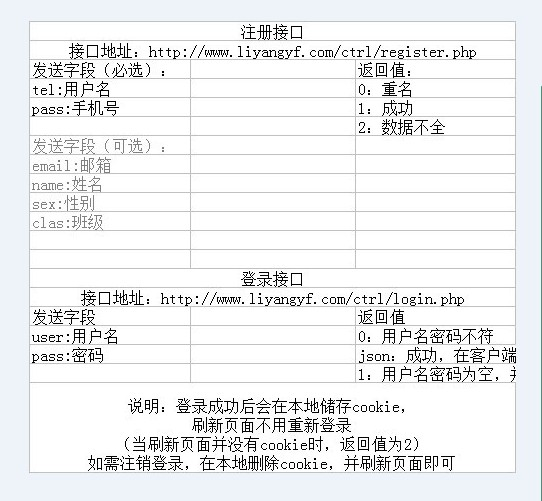 注册接口
接口地址：http://www.liyangyf.com/ctrl/register.php
发送字段（必选）： 返回值：
tel:用户名 0：重名
pass:手机号 1：成功
2：数据不全
发送字段（可选）：
email:邮箱
name:姓名
sex:性别
clas:班级
登录接口
接口地址：http://www.liyangyf.com/ctrl/login.php
发送字段 返回值
user:用户名 0：用户名密码不符
pass:密码 json：成功，在客户端
1：用户名密码为空，
说明：登录成功后会在本地储存cookie，
刷新页面不用重新登录
（当刷新页面并没有cookie时，返回值为2）
如需注销登录，在本地删除cookie，并刷新页面即可